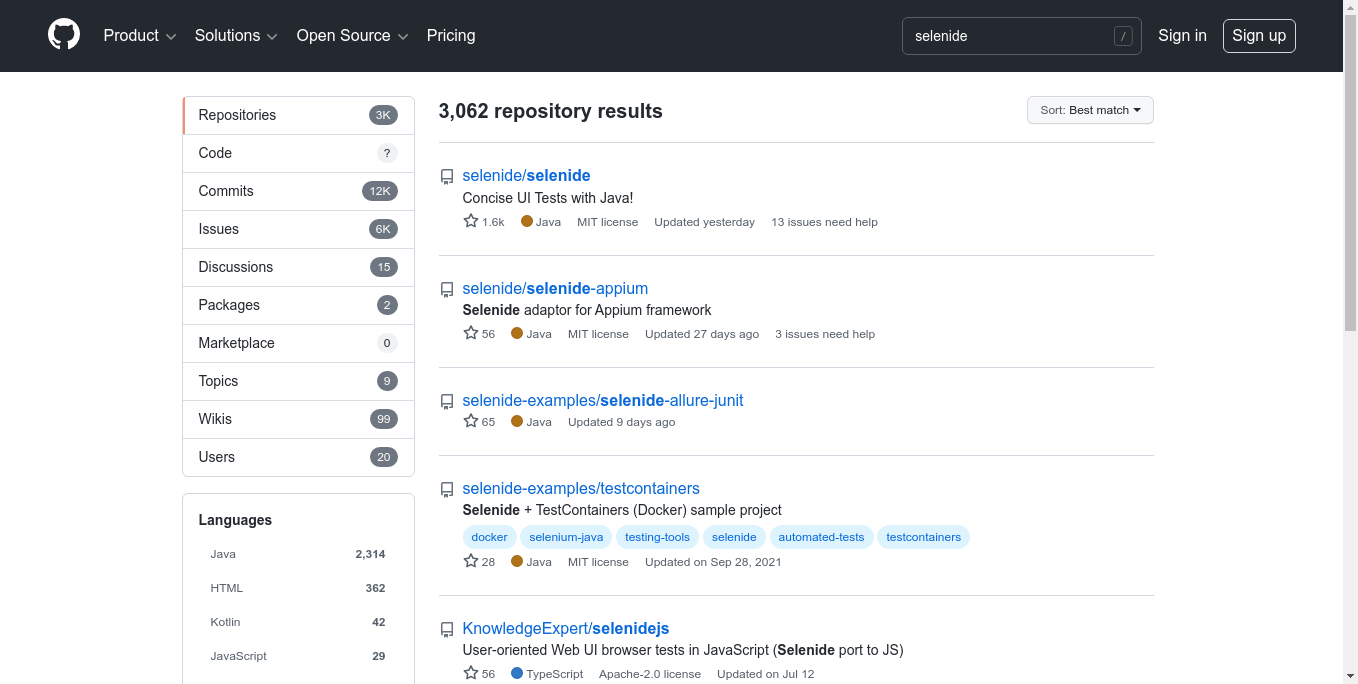 Product Solutions Open Source Pricing selenide / Sign in Sign up
Repositories 3K
Code ?
Commits 12K
Issues 6K
Discussions 15
Packages 2
Marketplace 0
Topics 9
Wikis 99
Users 20
Languages
Java 2,314
HTML 362
Kotlin 42
JavaScript 29
3,062 repository results
Sort: Best match
selenide/selenide
Concise UI Tests with Java!
1.6k Java MIT license Updated yesterday 13 issues need help
selenide/selenide-appium
Selenide adaptor for Appium framework
56 Java MIT license Updated 27 days ago 3 issues need help
selenide-examples/selenide-allure-junit
65 Java Updated 9 days ago
selenide-examples/testcontainers
Selenide + TestContainers (Docker) sample project
docker selenium-java testing-tools selenide automated-tests testcontainers
28 Java MIT license Updated on Sep 28, 2021
KnowledgeExpert/selenidejs
User-oriented Web UI browser tests in JavaScript (Selenide port to JS)
56 TypeScript Apache-2.0 license Updated on Jul 12